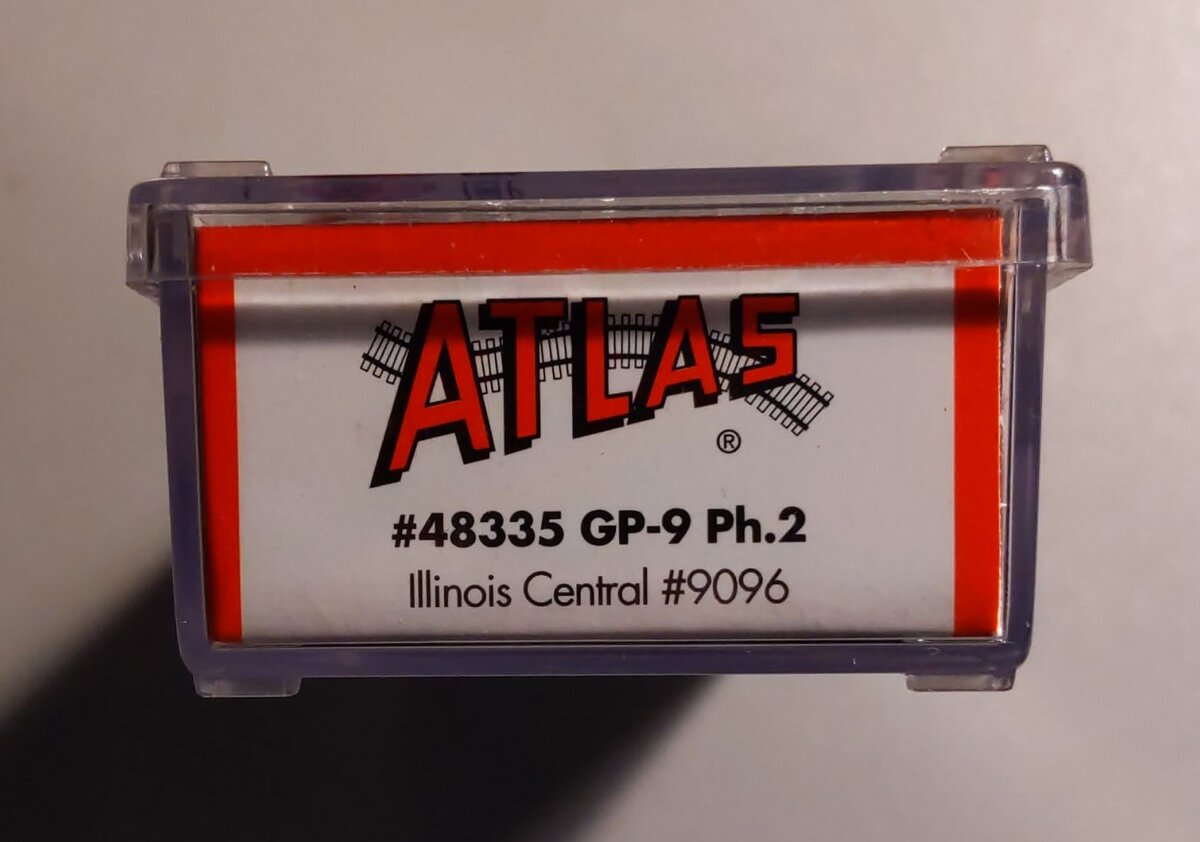 ATLAS
®
#48335 GP-9 Ph.2
Illinois Central #9096